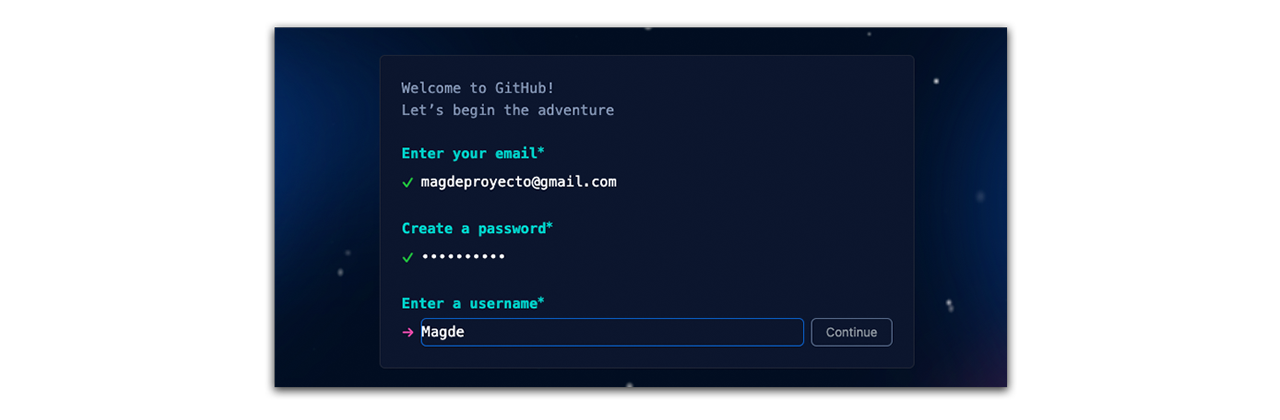 Welcome to GitHub!
Let’s begin the adventure
Enter your email*
✓ magdeproyecto@gmail.com
Create a password*
✓ ••••••••••
Enter a username*
→ Magde
Continue